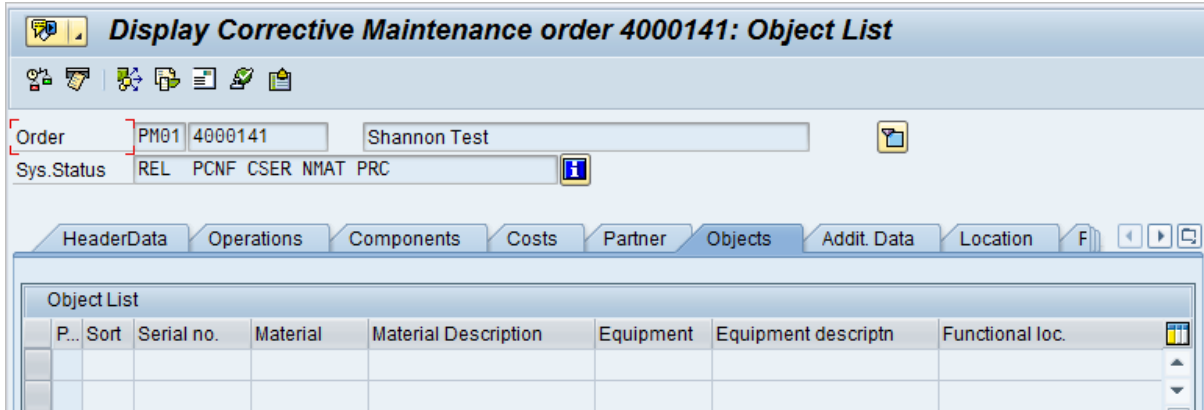 Display Corrective Maintenance order 4000141: Object List
Order PM01 4000141 Shannon Test
Sys.Status REL PCNF CSER NMAT PRC
HeaderData Operations Components Costs Partner Objects Addit. Data Location F
Object List
P... Sort Serial no. Material Material Description Equipment Equipment descriptn Functional loc.